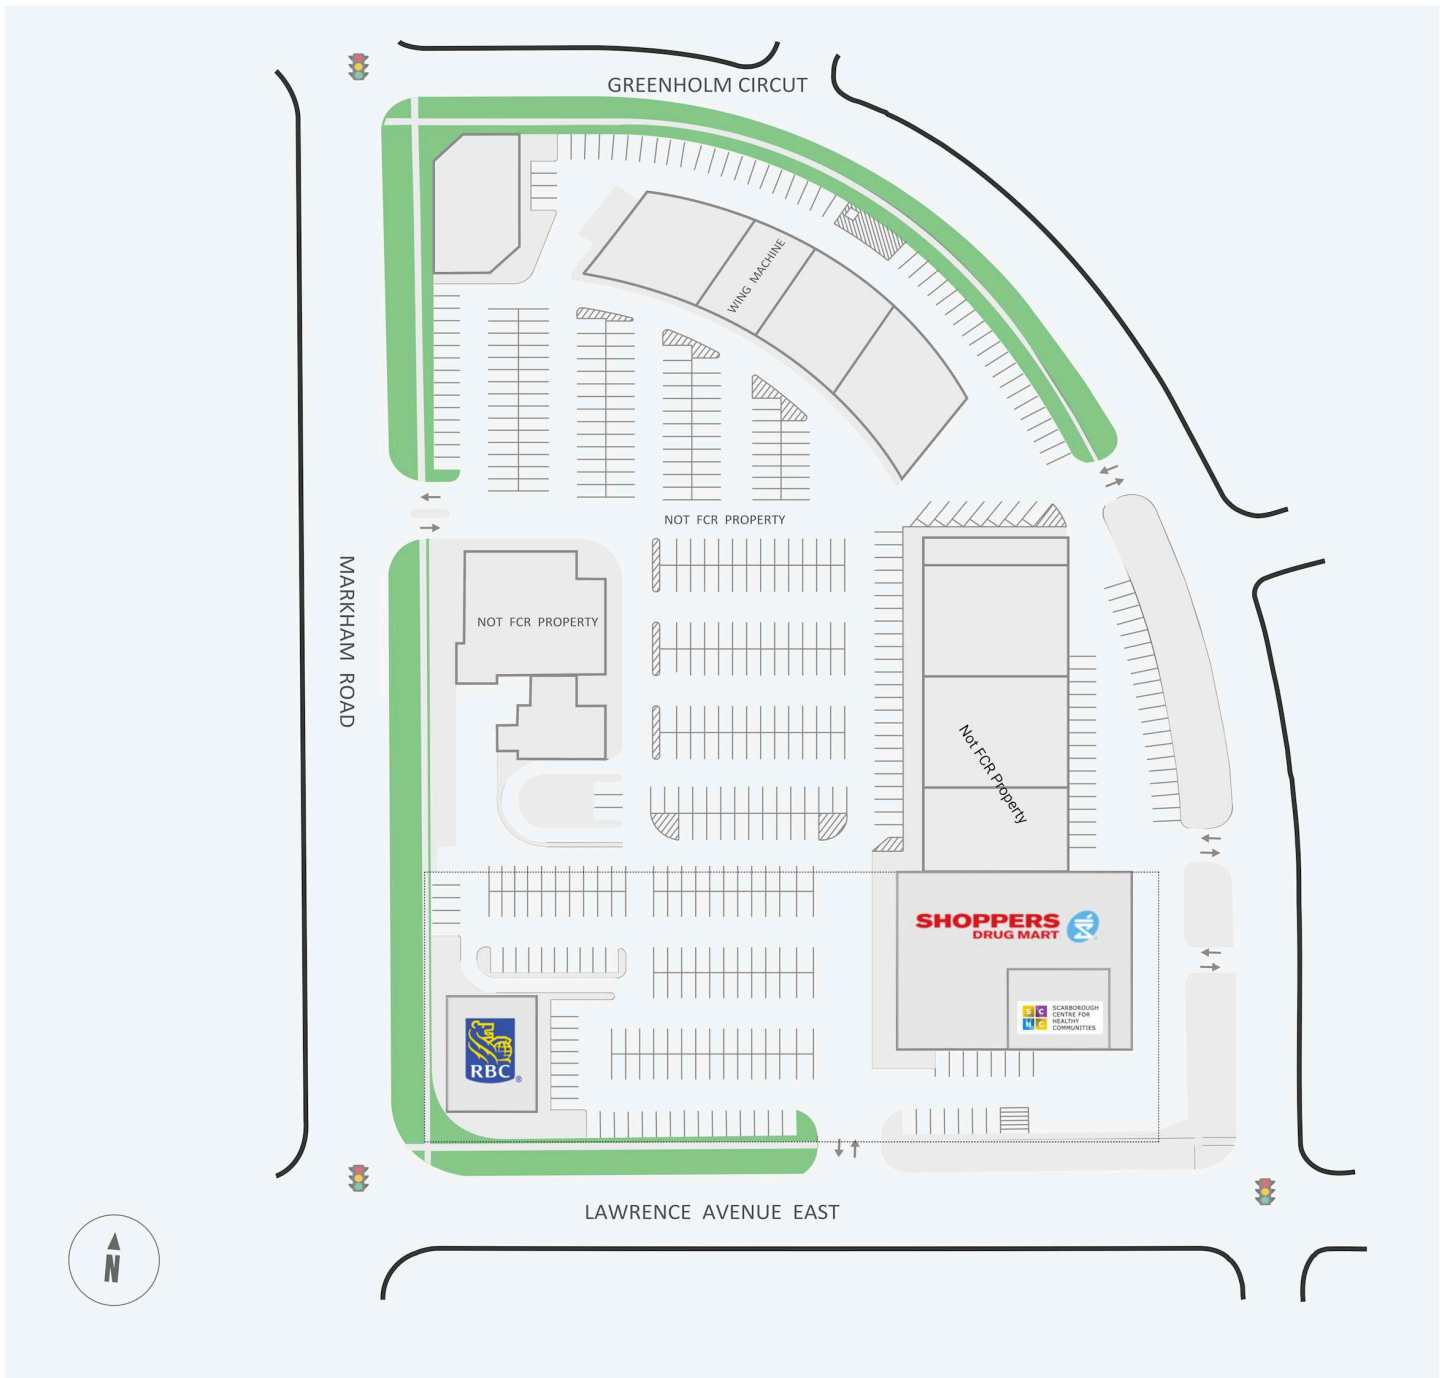 GREENHOLM CIRCUT
WING MACHINE
NOT FCR PROPERTY
MARKHAM ROAD
NOT FCR PROPERTY
Not FCR Property
SHOPPERS
DRUG MART
S C
H C
SCARBOROUGH
CENTRE FOR
HEALTHY
COMMUNITIES
RBC
®
LAWRENCE AVENUE EAST
N